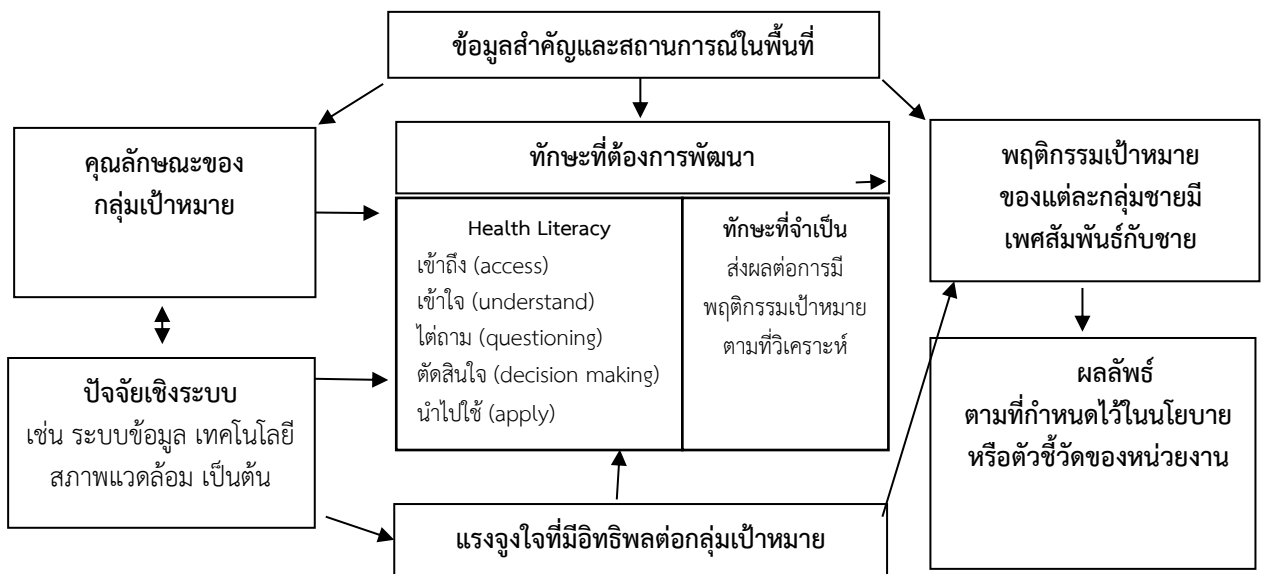 ข้อมูลสำคัญและสถานการณ์ในพื้นที่
คุณลักษณะของ
กลุ่มเป้าหมาย
ทักษะที่ต้องการพัฒนา
พฤติกรรมเป้าหมาย
ของแต่ละกลุ่มชายมี
เพศสัมพันธ์กับชาย
Health Literacy
เข้าถึง (access)
เข้าใจ (understand)
ไต่ถาม (questioning)
ตัดสินใจ (decision making)
นำไปใช้ (apply)
ทักษะที่จำเป็น
ส่งผลต่อการมี
พฤติกรรมเป้าหมาย
ตามที่วิเคราะห์
ปัจจัยเชิงระบบ
เช่น ระบบข้อมูล เทคโนโลยี
สภาพแวดล้อม เป็นต้น
ผลลัพธ์
ตามที่กำหนดไว้ในนโยบาย
หรือตัวชี้วัดของหน่วยงาน
แรงจูงใจที่มีอิทธิพลต่อกลุ่มเป้าหมาย